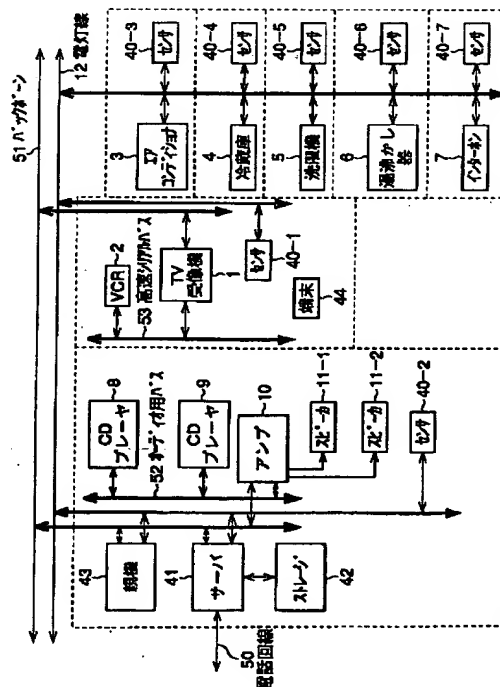 51 バックボーン
12 電灯線
40-3
センサ
3
エア
コンディショナ
40-4
センサ
4
冷蔵庫
40-5
センサ
5
洗濯機
40-6
センサ
6
湯沸かし器
40-7
センサ
7
インターホン
VCR
2
53 高速シリアルバス
TV
受像機
1
センサ
40-1
端末
44
CD
プレーヤ
8
52 オーディオ用バス
CD
プレーヤ
9
アンプ
10
スピーカ
11-1
スピーカ
11-2
センサ
40-2
43
親機
41
サーバ
ストレージ
42
50
電話回線